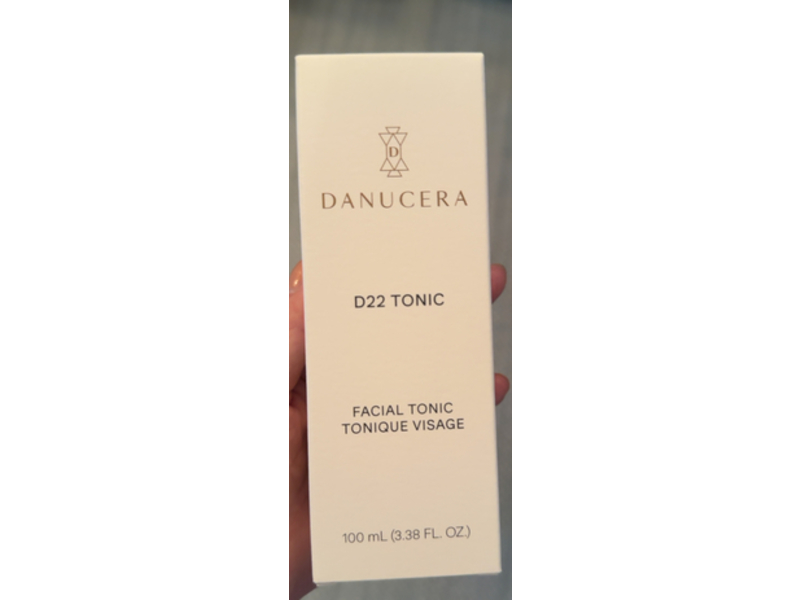 D
DANUCERA
D22 TONIC
FACIAL TONIC
TONIQUE VISAGE
100 mL (3.38 FL. OZ.)